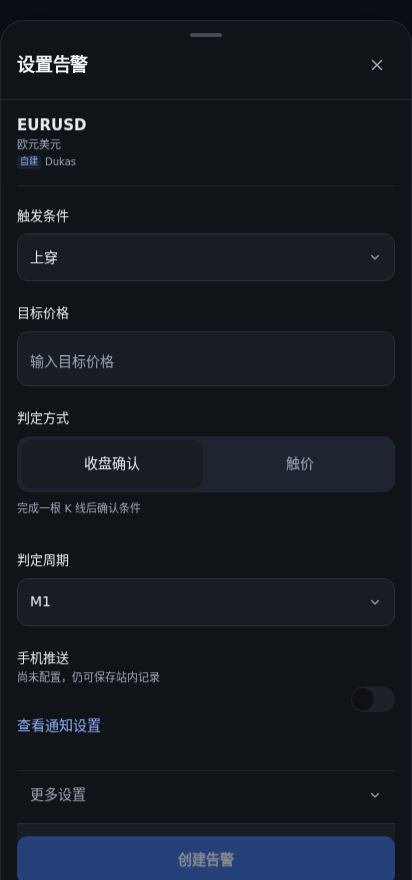 设置告警
EURUSD
欧元美元
自建 Dukas
触发条件
上穿
目标价格
输入目标价格
判定方式
收盘确认 触价
完成一根 K 线后确认条件
判定周期
M1
手机推送
尚未配置，仍可保存站内记录
查看通知设置
更多设置
创建告警